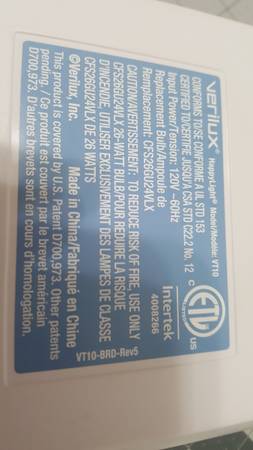 verilux® HappyLight® Model/Modèle: VT10
CONFORMS TO/SE CONFORME À UL STD 153
CERTIFIED TO/CERTIFE JUSQU'A CSA STD C22.2 No. 12
Input Power/Tension: 120V ~60Hz
Replacement Bulb/Ampoule de
Replacement: CFS26GU24VLX
CAUTION/AVERTISSEMENT: TO REDUCE RISK OF FIRE, USE ONLY
CFS26GU24VLX 26-WATT BULB/POUR REDUIRE LA RISQUE
D'INCENDIE, UTILISER EXCLUSIVEMENT DES LAMPES DE CLASSE
CFS26GU24VLX DE 26 WATTS
©Verilux, Inc. Made in China/Fabriqué en Chine
This product is covered by U.S. Patent D700,973. Other patents
pending./ Ce produit est couvert par le brevet américain
D700,973. D'autres brevets sont en cours d'homologation.
C ETL US
Intertek
4008266
VT10-BRD-Rev5